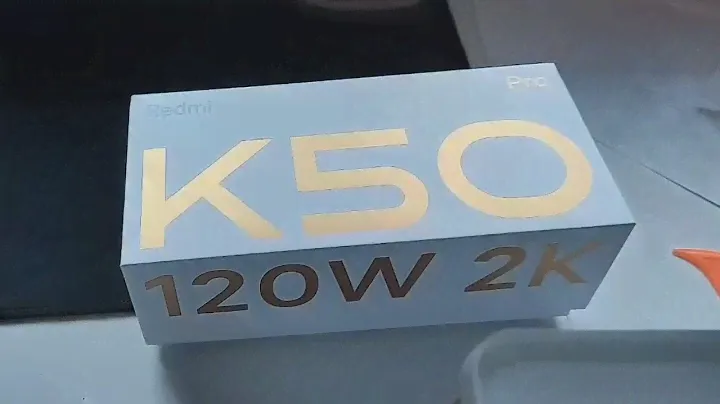 Redmi Pro
K50
120W 2K